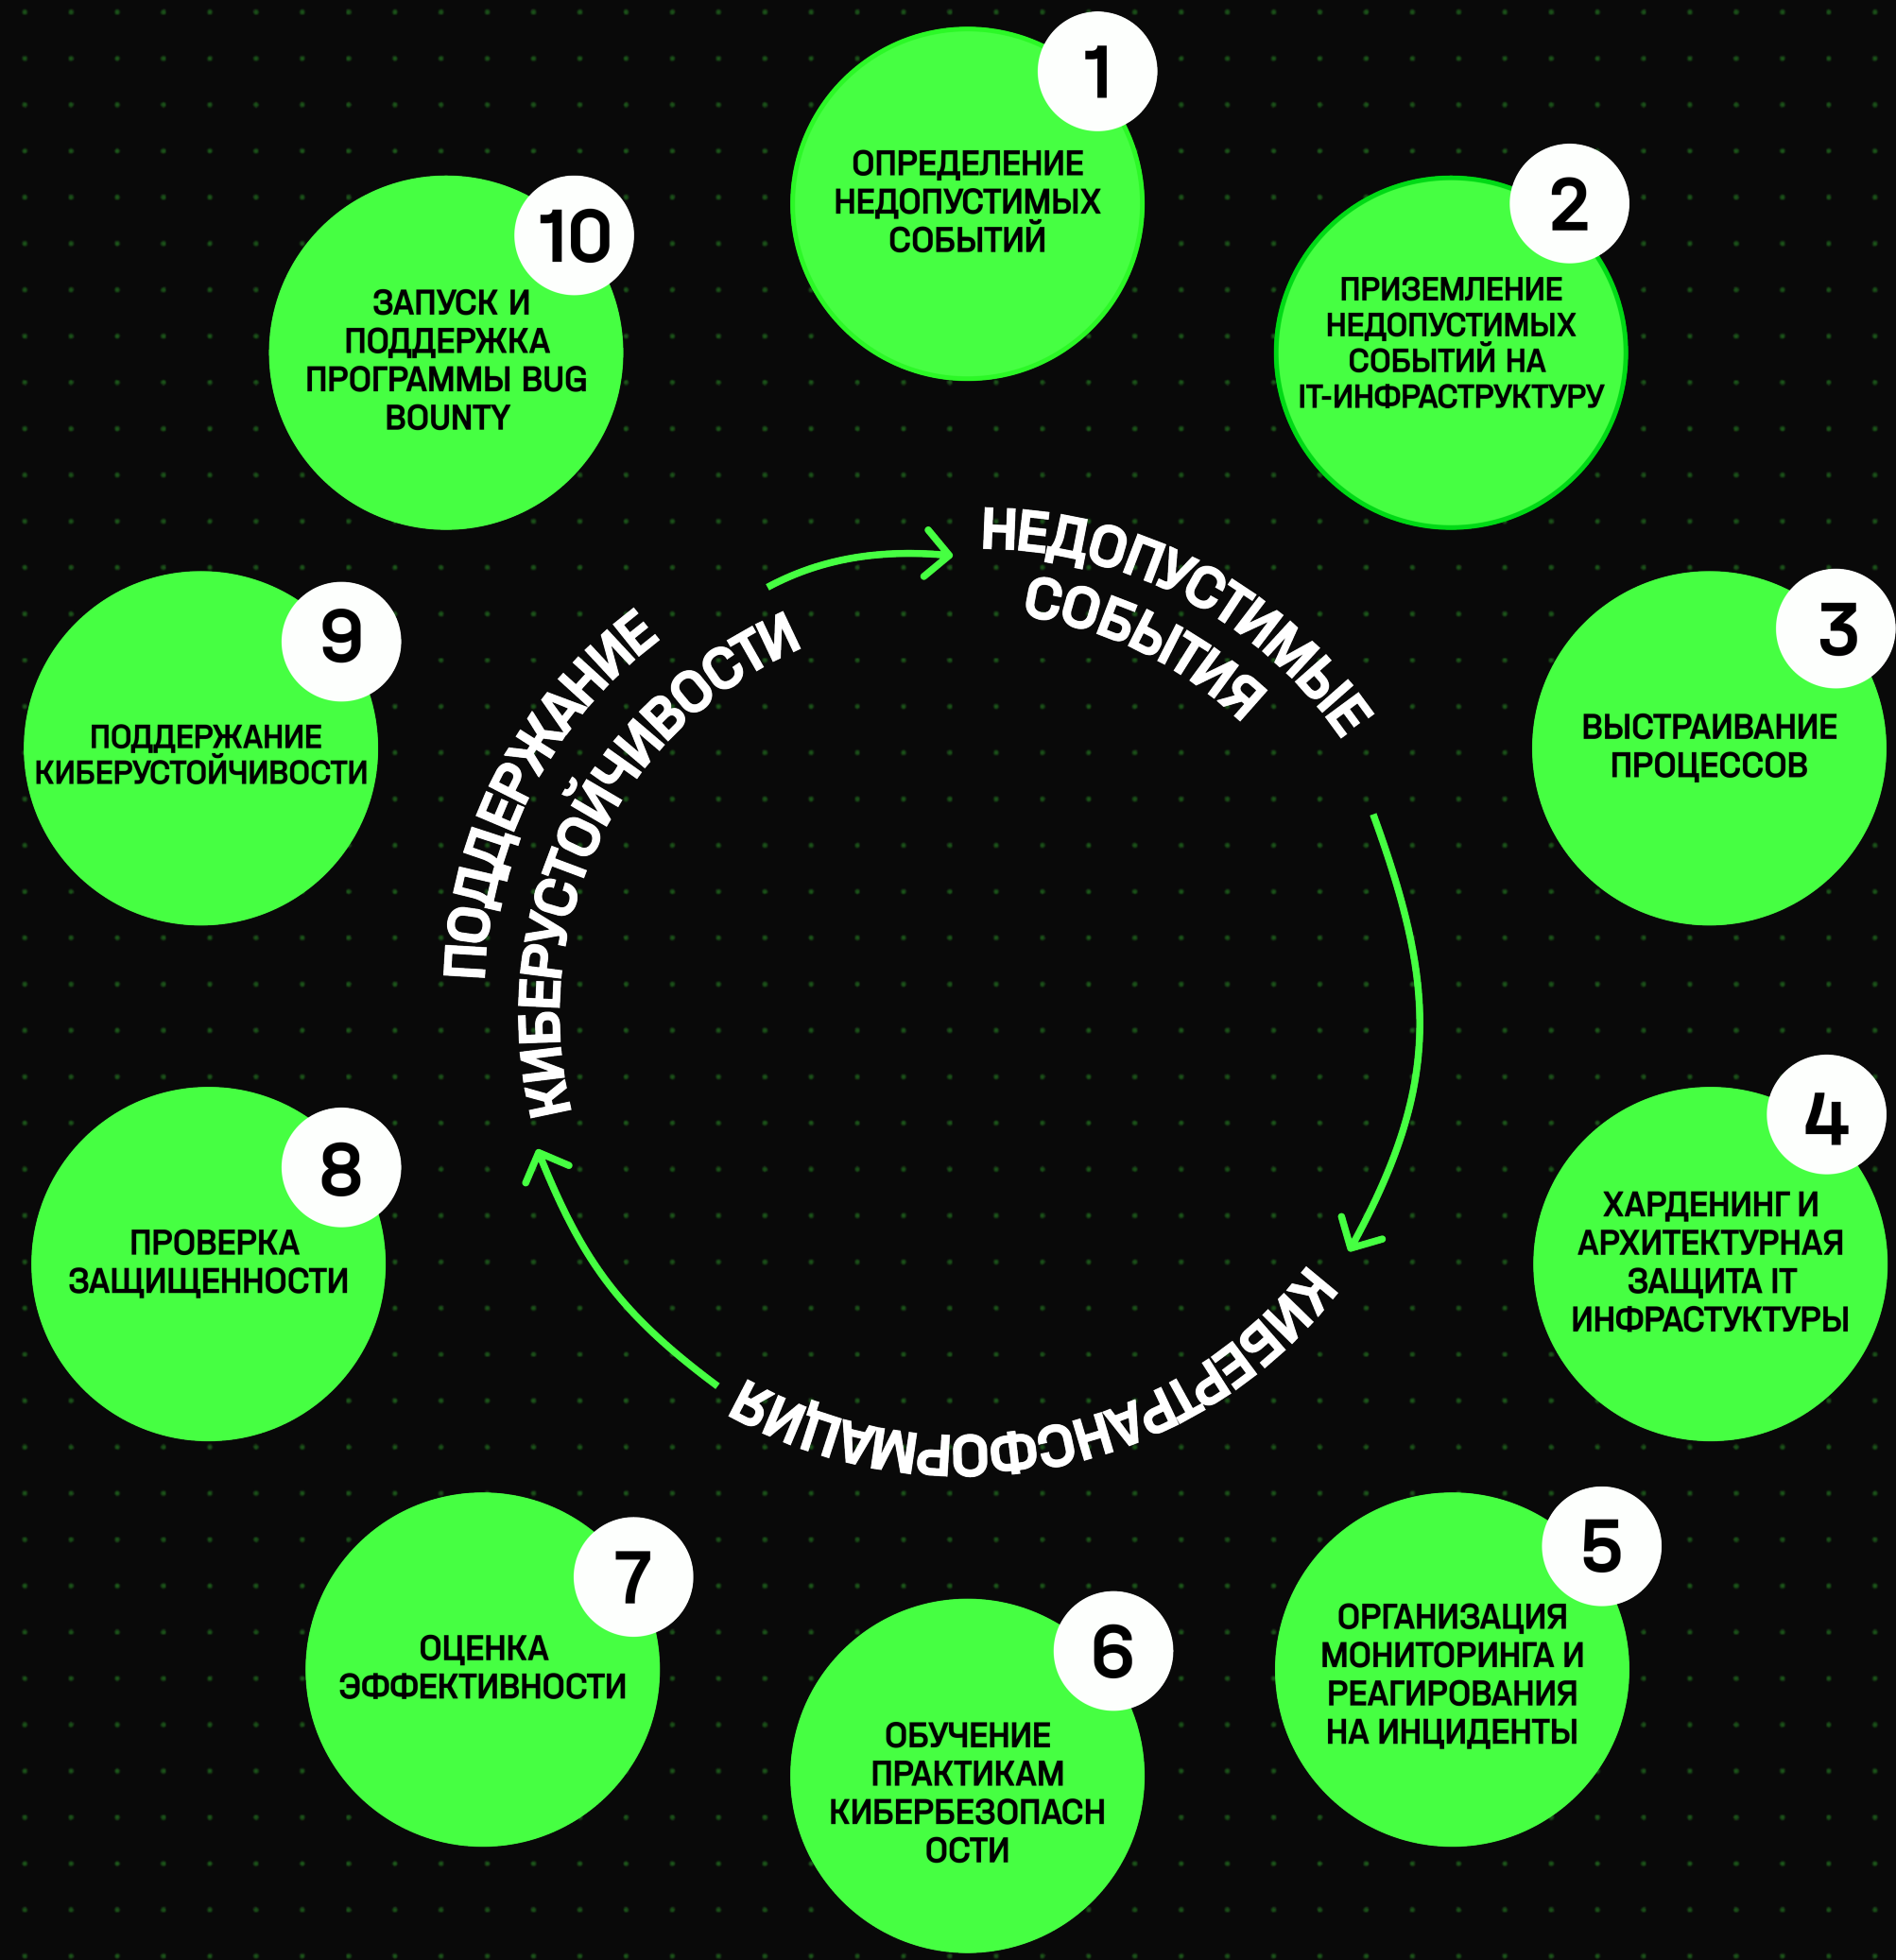 1
ОПРЕДЕЛЕНИЕ
НЕДОПУСТИМЫХ
СОБЫТИЙ
2
ПРИЗЕМЛЕНИЕ
НЕДОПУСТИМЫХ
СОБЫТИЙ НА
IT-ИНФРАСТРУКТУРУ
3
ВЫСТРАИВАНИЕ
ПРОЦЕССОВ
4
ХАРДЕНИНГ И
АРХИТЕКТУРНАЯ
ЗАЩИТА IT
ИНФРАСТУКТУРЫ
5
ОРГАНИЗАЦИЯ
МОНИТОРИНГА И
РЕАГИРОВАНИЯ
НА ИНЦИДЕНТЫ
6
ОБУЧЕНИЕ
ПРАКТИКАМ
КИБЕРБЕЗОПАСН
ОСТИ
7
ОЦЕНКА
ЭФФЕКТИВНОСТИ
8
ПРОВЕРКА
ЗАЩИЩЕННОСТИ
9
ПОДДЕРЖАНИЕ
КИБЕРУСТОЙЧИВОСТИ
10
ЗАПУСК И
ПОДДЕРЖКА
ПРОГРАММЫ BUG
BOUNTY
НЕДОПУСТИМЫЕ
СОБЫТИЯ
КИБЕРТРАНСФОРМАЦИЯ
ПОДДЕРЖАНИЕ
КИБЕРУСТОЙЧИВОСТИ